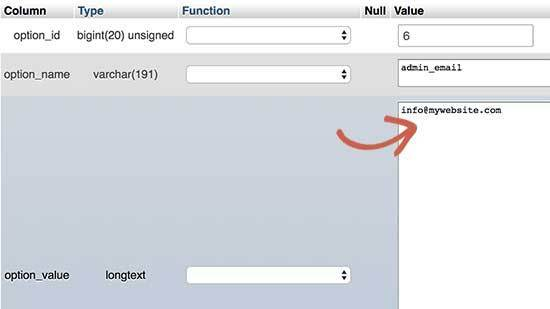 Column Type Function Null Value
option_id bigint(20) unsigned 6
option_name varchar(191) admin_email
info@mywebsite.com
option_value longtext